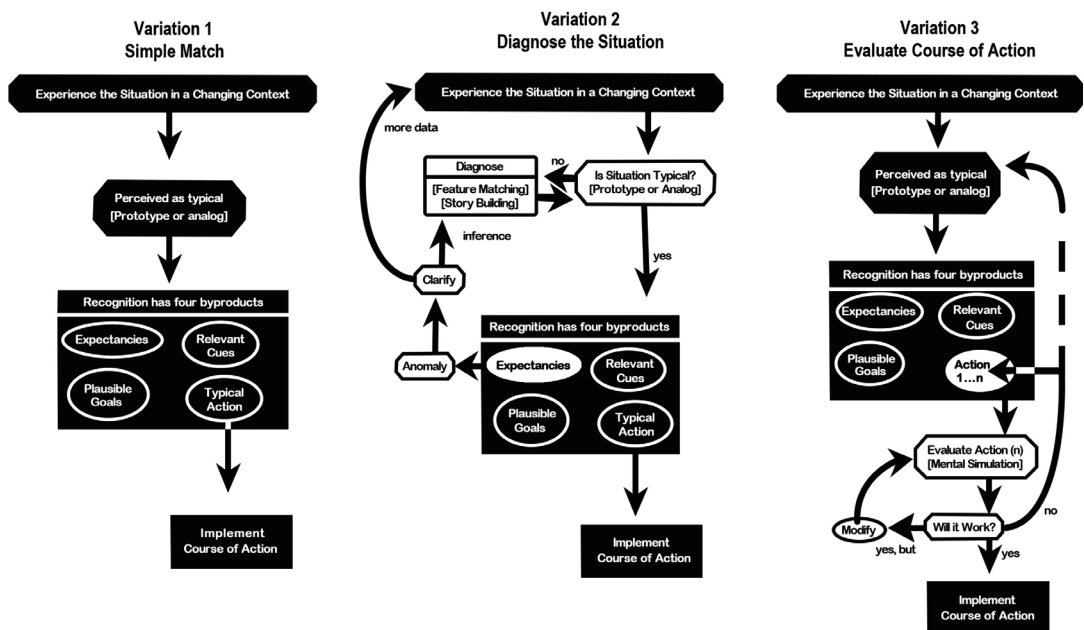 Variation 1
Simple Match
Experience the Situation in a Changing Context
Perceived as typical
[Prototype or analog]
Recognition has four byproducts
Expectancies
Relevant
Cues
Plausible
Goals
Typical
Action
Implement
Course of Action
Variation 2
Diagnose the Situation
Experience the Situation in a Changing Context
more data
Diagnose
[Feature Matching]
[Story Building]
no
Is Situation Typical?
[Prototype or Analog]
inference
yes
Clarify
Anomaly
Recognition has four byproducts
Expectancies
Relevant
Cues
Plausible
Goals
Typical
Action
Implement
Course of Action
Variation 3
Evaluate Course of Action
Experience the Situation in a Changing Context
Perceived as typical
[Prototype or analog]
Recognition has four byproducts
Expectancies
Relevant
Cues
Plausible
Goals
Action
1...n
Evaluate Action (n)
[Mental Simulation]
Modify
Will it Work?
no
yes, but
yes
Implement
Course of Action